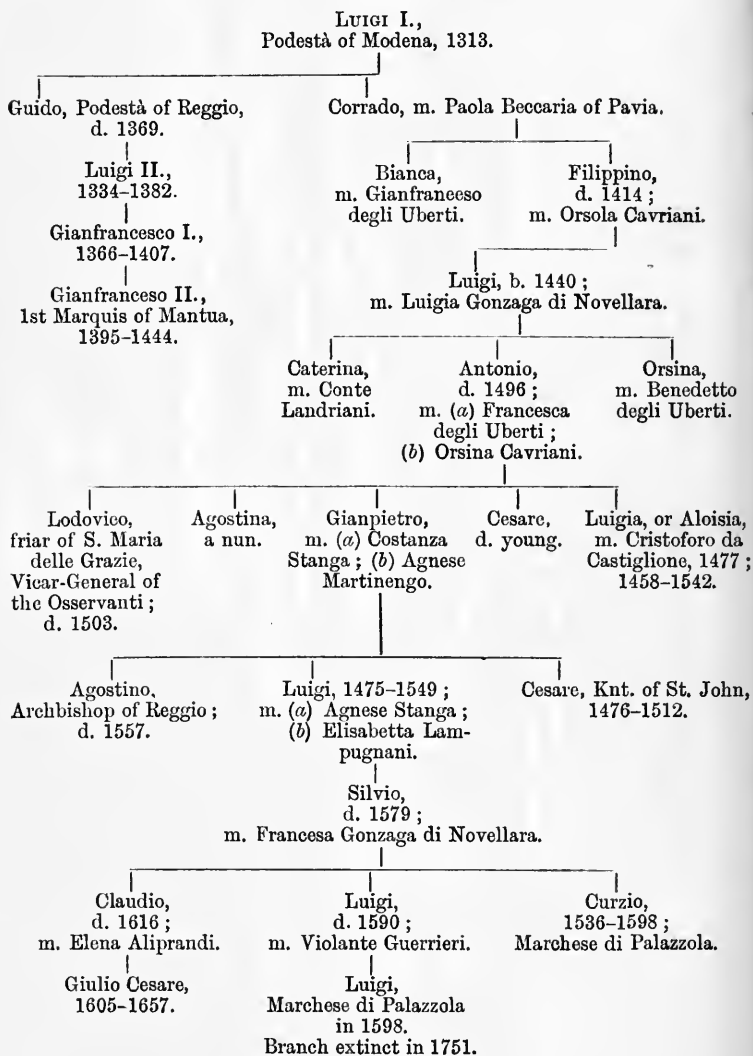 LUIGI I.,
Podestà of Modena, 1313.
Guido, Podestà of Reggio,
d. 1369.
Corrado, m. Paola Beccaria of Pavia.
Luigi II.,
1334–1382.
Bianca,
m. Gianfranceso
degli Uberti.
Filippino,
d. 1414 ;
m. Orsola Cavriani.
Gianfrancesco I.,
1366–1407.
Gianfranceso II.,
1st Marquis of Mantua,
1395–1444.
Luigi, b. 1440 ;
m. Luigia Gonzaga di Novellara.
Caterina,
m. Conte
Landriani.
Antonio,
d. 1496 ;
m. (a) Francesca
degli Uberti ;
(b) Orsina Cavriani.
Orsina,
m. Benedetto
degli Uberti.
Lodovico,
friar of S. Maria
delle Grazie,
Vicar-General of
the Osservanti ;
d. 1503.
Agostina,
a nun.
Gianpietro,
m. (a) Costanza
Stanga ; (b) Agnese
Martinengo.
Cesare,
d. young.
Luigia, or Aloisia,
m. Cristoforo da
Castiglione, 1477 ;
1458–1542.
Agostino,
Archbishop of Reggio ;
d. 1557.
Luigi, 1475–1549 ;
m. (a) Agnese Stanga ;
(b) Elisabetta Lam-
pugnani.
Cesare, Knt. of St. John,
1476–1512.
Silvio,
d. 1579 ;
m. Francesa Gonzaga di Novellara.
Claudio,
d. 1616 ;
m. Elena Aliprandi.
Luigi,
d. 1590 ;
m. Violante Guerrieri.
Curzio,
1536–1598 ;
Marchese di Palazzola.
Giulio Cesare,
1605–1657.
Luigi,
Marchese di Palazzola
in 1598.
Branch extinct in 1751.